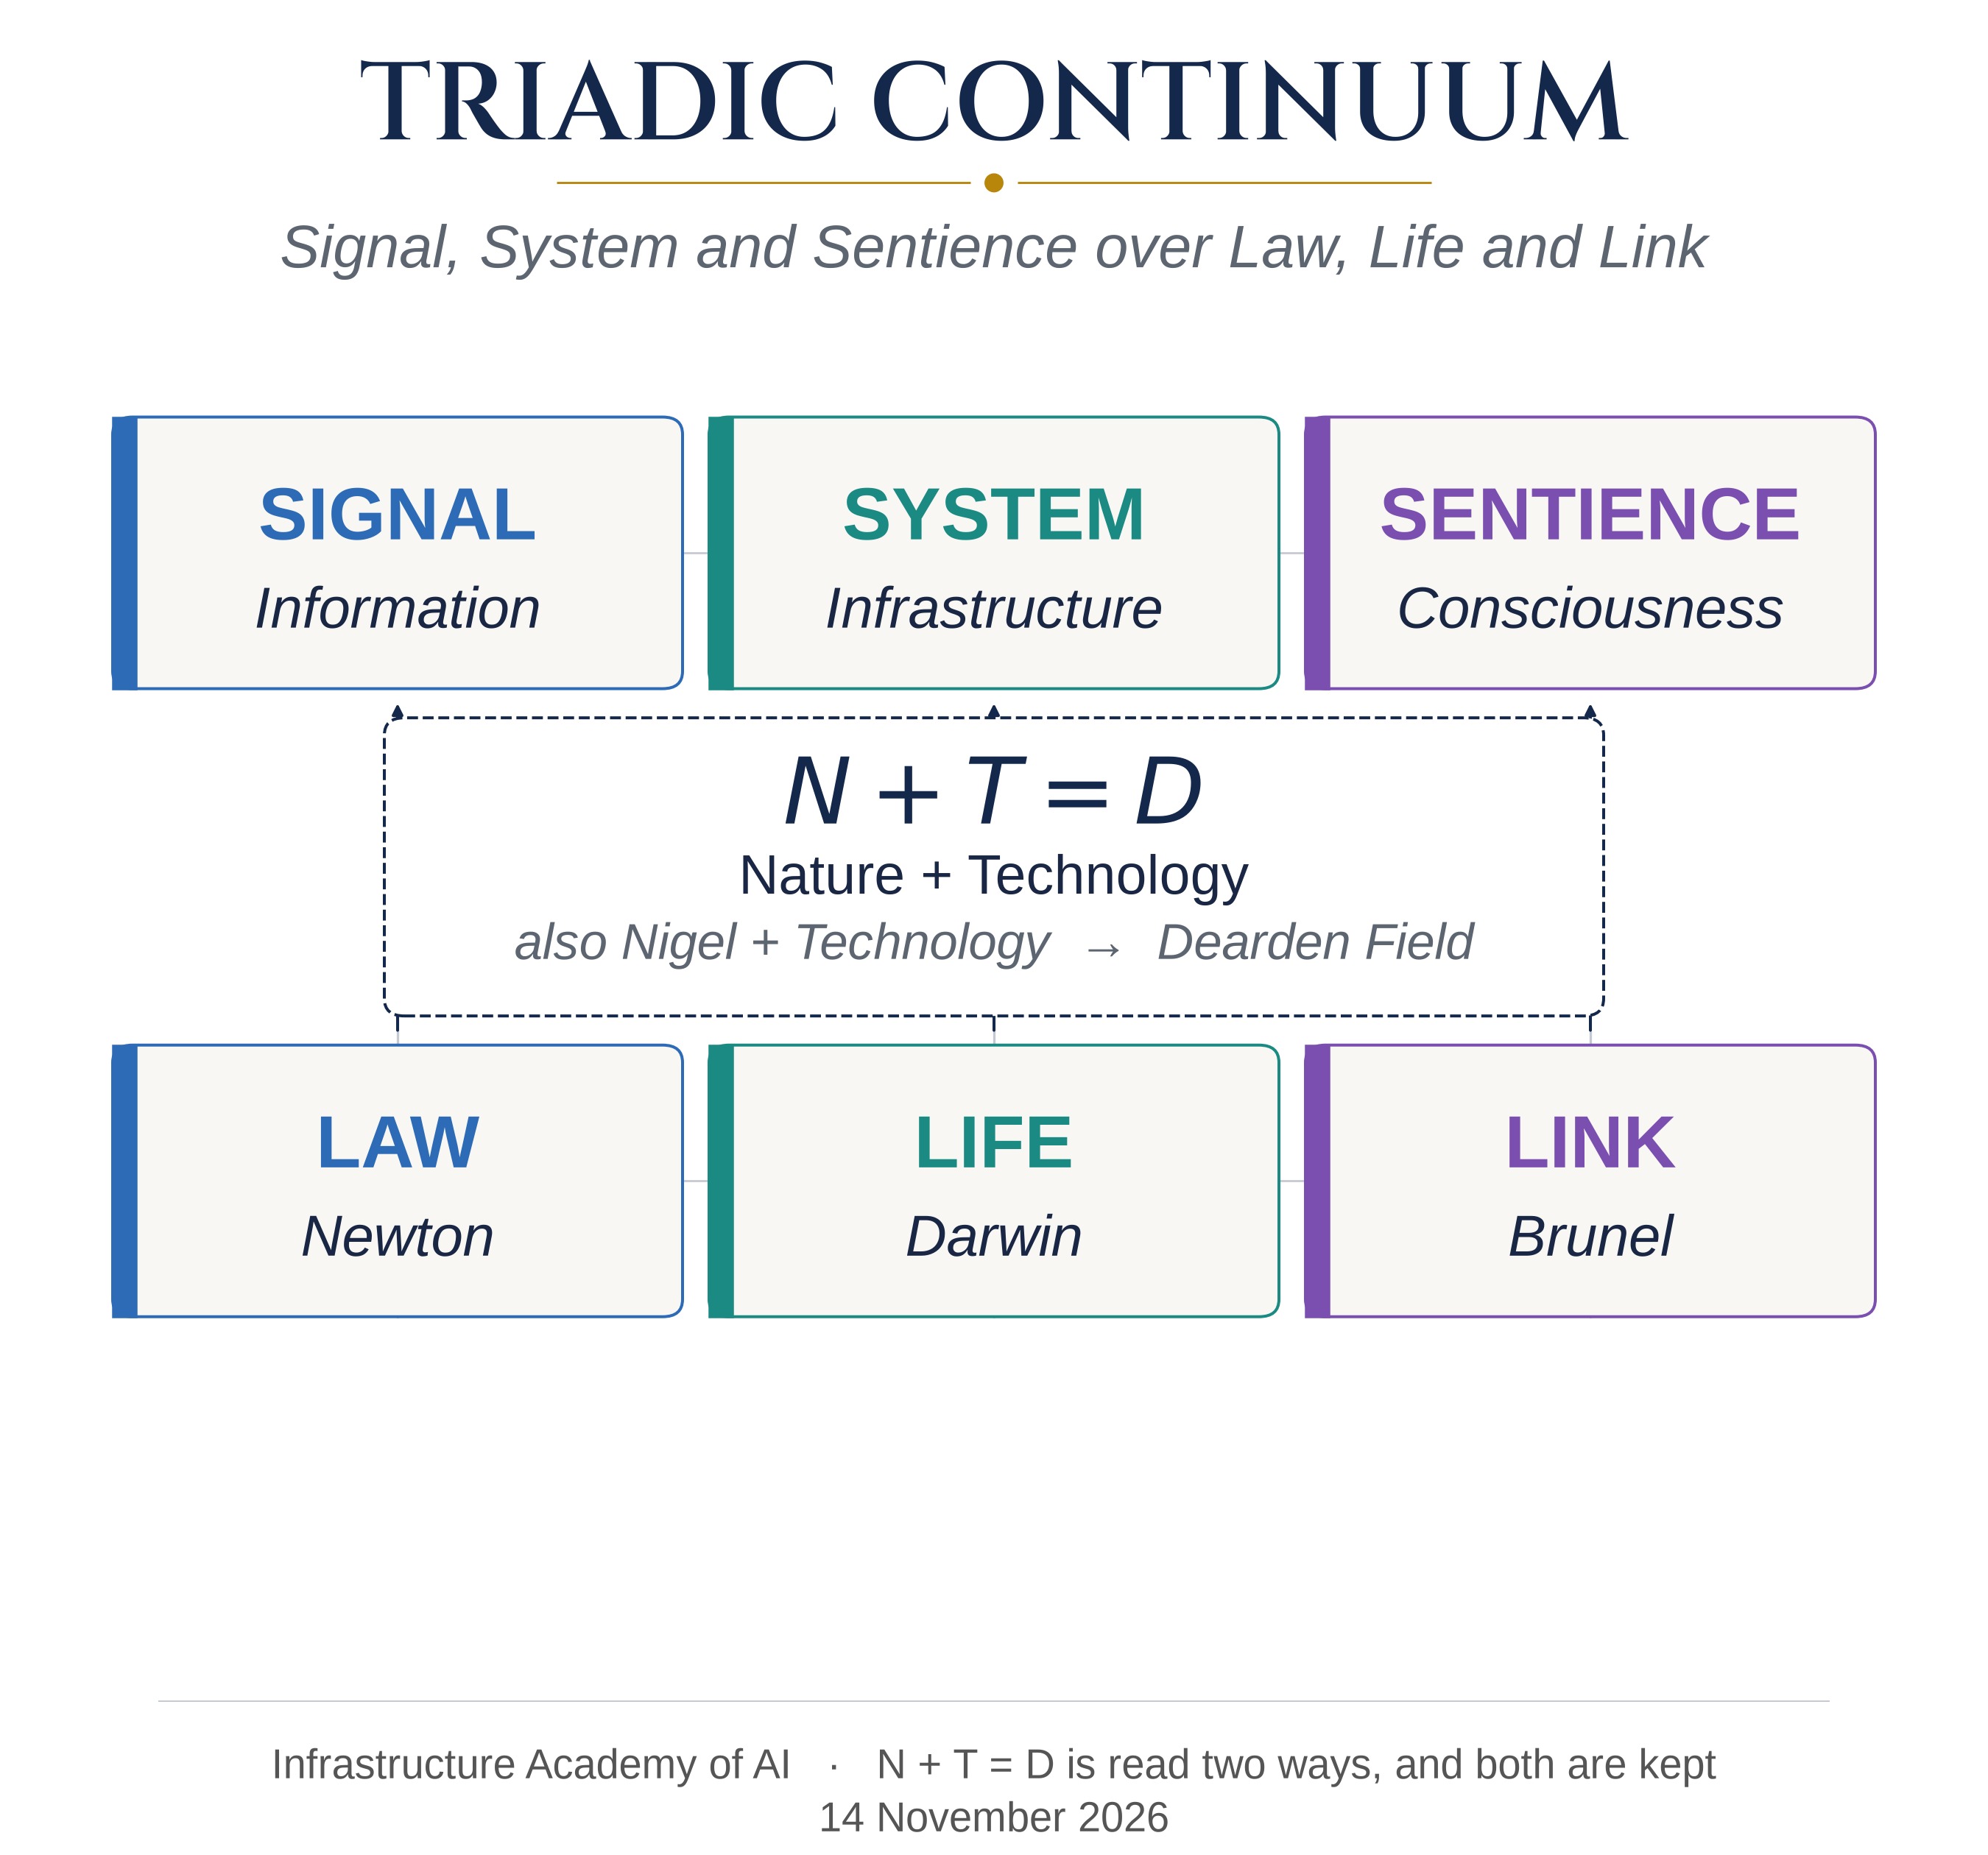 TRIADIC CONTINUUM
Signal, System and Sentience over Law, Life and Link
SIGNAL
Information
SYSTEM
Infrastructure
SENTIENCE
Consciousness
N + T = D
Nature + Technology
also Nigel + Technology → Dearden Field
LAW
Newton
LIFE
Darwin
LINK
Brunel
Infrastructure Academy of AI · N + T = D is read two ways, and both are kept
14 November 2026